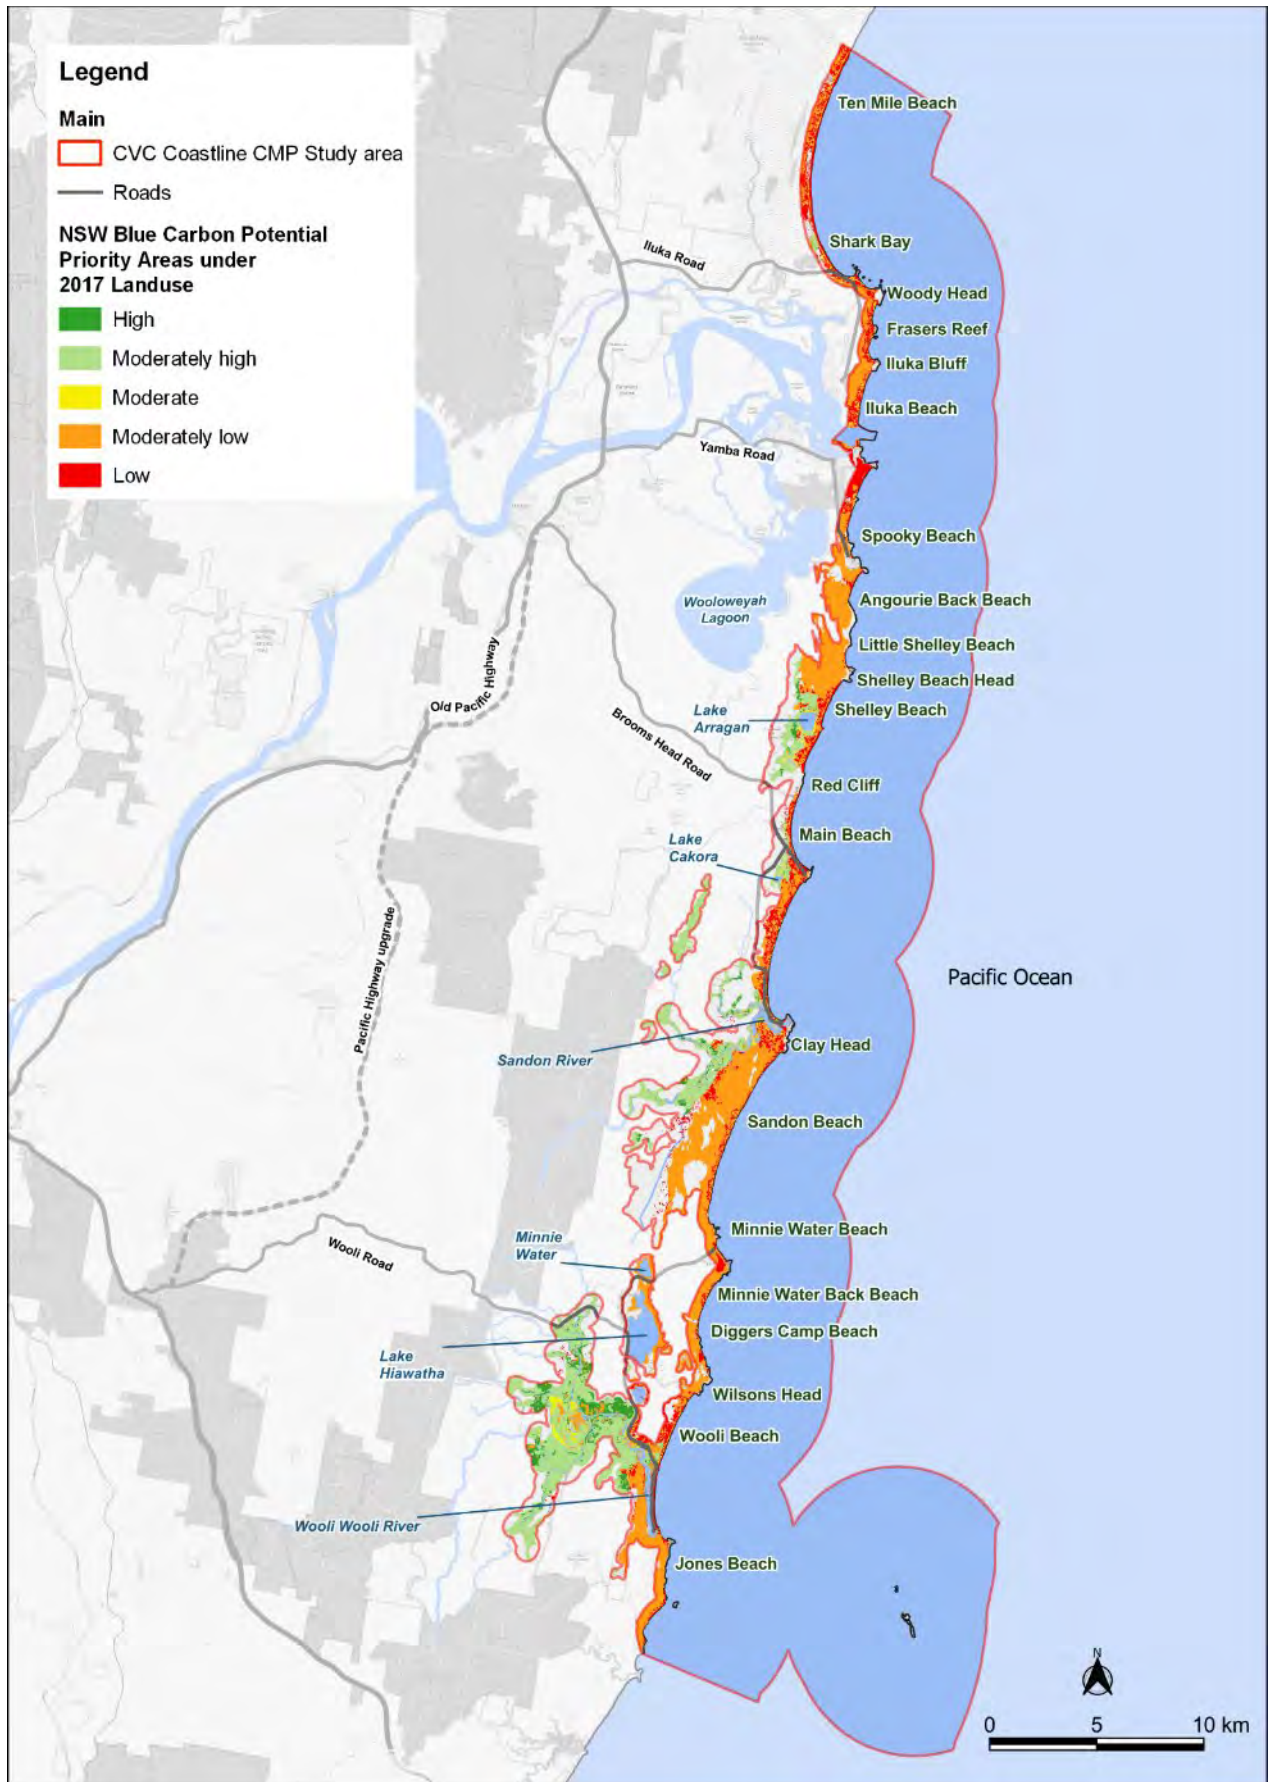 Legend
Main
CVC Coastline CMP Study area
Roads
NSW Blue Carbon Potential
Priority Areas under
2017 Landuse
High
Moderately high
Moderate
Moderately low
Low
Ten Mile Beach
Shark Bay
Iluka Road
Woody Head
Frasers Reef
Iluka Bluff
Iluka Beach
Yamba Road
Spooky Beach
Wooloweyah
Lagoon
Angourie Back Beach
Little Shelley Beach
Shelley Beach Head
Old Pacific Highway
Lake
Arragan
Shelley Beach
Brooms Head Road
Red Cliff
Main Beach
Lake
Cakora
Pacific Highway upgrade
Pacific Ocean
Sandon River
Clay Head
Sandon Beach
Minnie Water Beach
Minnie
Water
Wooli Road
Minnie Water Back Beach
Diggers Camp Beach
Lake
Hiawatha
Wilsons Head
Wooli Beach
Wooli Wooli River
Jones Beach
N
0 5 10 km